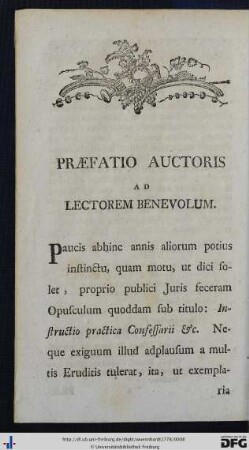 PRÆFATIO AUCTORIS
AD
LECTOREM BENEVOLUM.
Paucis abhinc annis aliorum potius
instinctu, quam motu, ut dici so-
let, proprio publici Juris feceram
Opusculum quoddam sub titulo: In-
structio practica Confessarii &c. Ne-
que exiguum illud adplausum a mul-
tis Eruditis tulerat, ita, ut exempla-
ria
© Universitätsbibliothek Freiburg